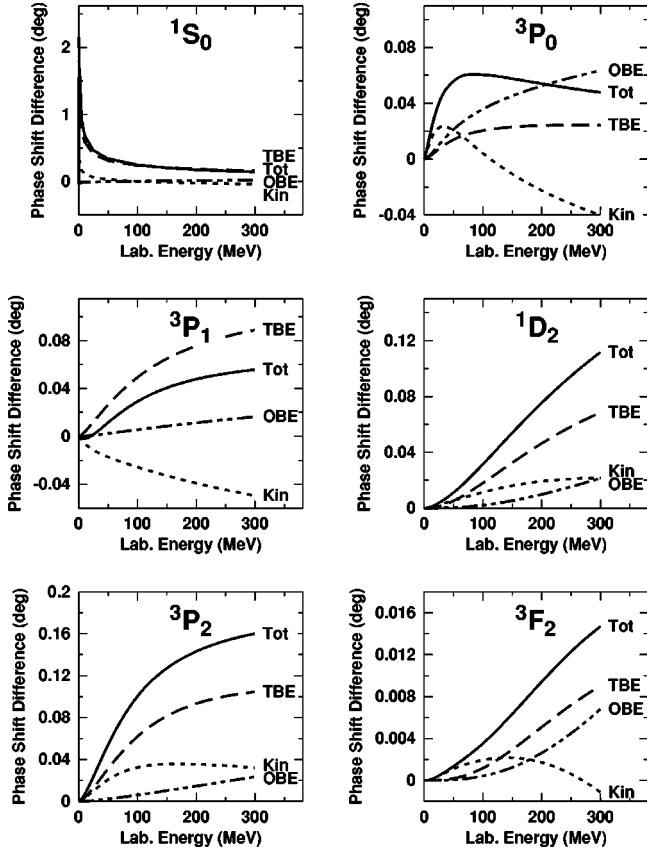 ¹S₀
Phase Shift Difference (deg)
2
1
0
TBE
Tot
OBE
Kin
0 100 200 300
Lab. Energy (MeV)
³P₀
Phase Shift Difference (deg)
0.08
0.04
0
-0.04
OBE
Tot
TBE
Kin
0 100 200 300
Lab. Energy (MeV)
³P₁
Phase Shift Difference (deg)
0.08
0.04
0
-0.04
TBE
Tot
OBE
Kin
0 100 200 300
Lab. Energy (MeV)
¹D₂
Phase Shift Difference (deg)
0.12
0.08
0.04
0
Tot
TBE
Kin
OBE
0 100 200 300
Lab. Energy (MeV)
³P₂
Phase Shift Difference (deg)
0.2
0.16
0.12
0.08
0.04
0
Tot
TBE
Kin
OBE
0 100 200 300
Lab. Energy (MeV)
³F₂
Phase Shift Difference (deg)
0.016
0.012
0.008
0.002
0
Tot
TBE
OBE
Kin
0 100 200 300
Lab. Energy (MeV)